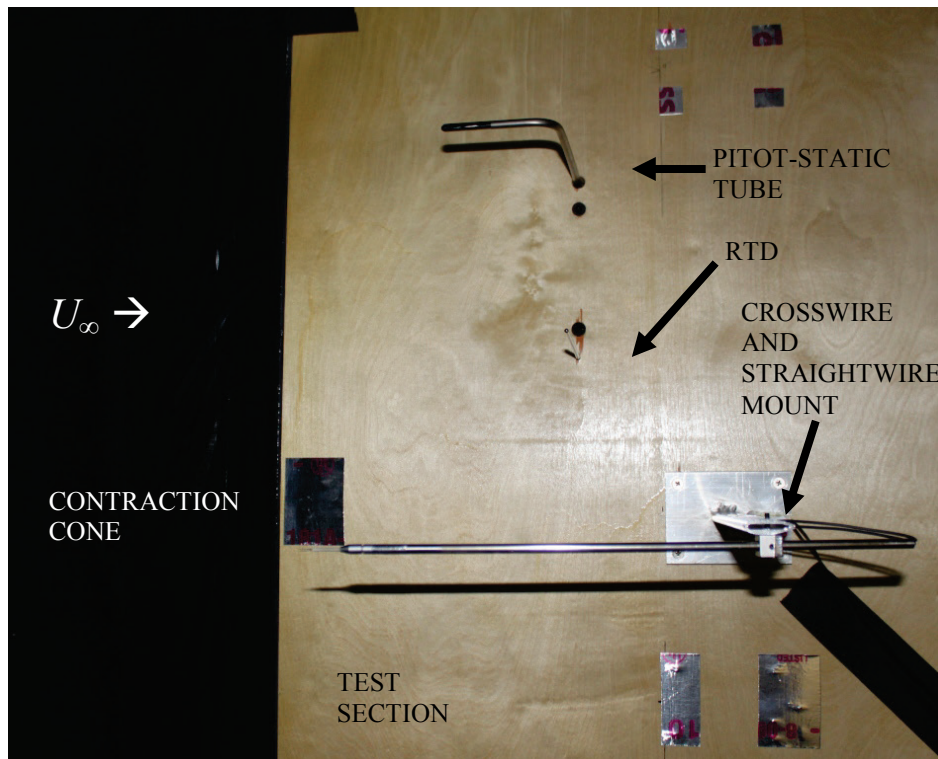 PITOT-STATIC
TUBE
RTD
U∞ →
CROSSWIRE
AND
STRAIGHTWIRE
MOUNT
CONTRACTION
CONE
TEST
SECTION